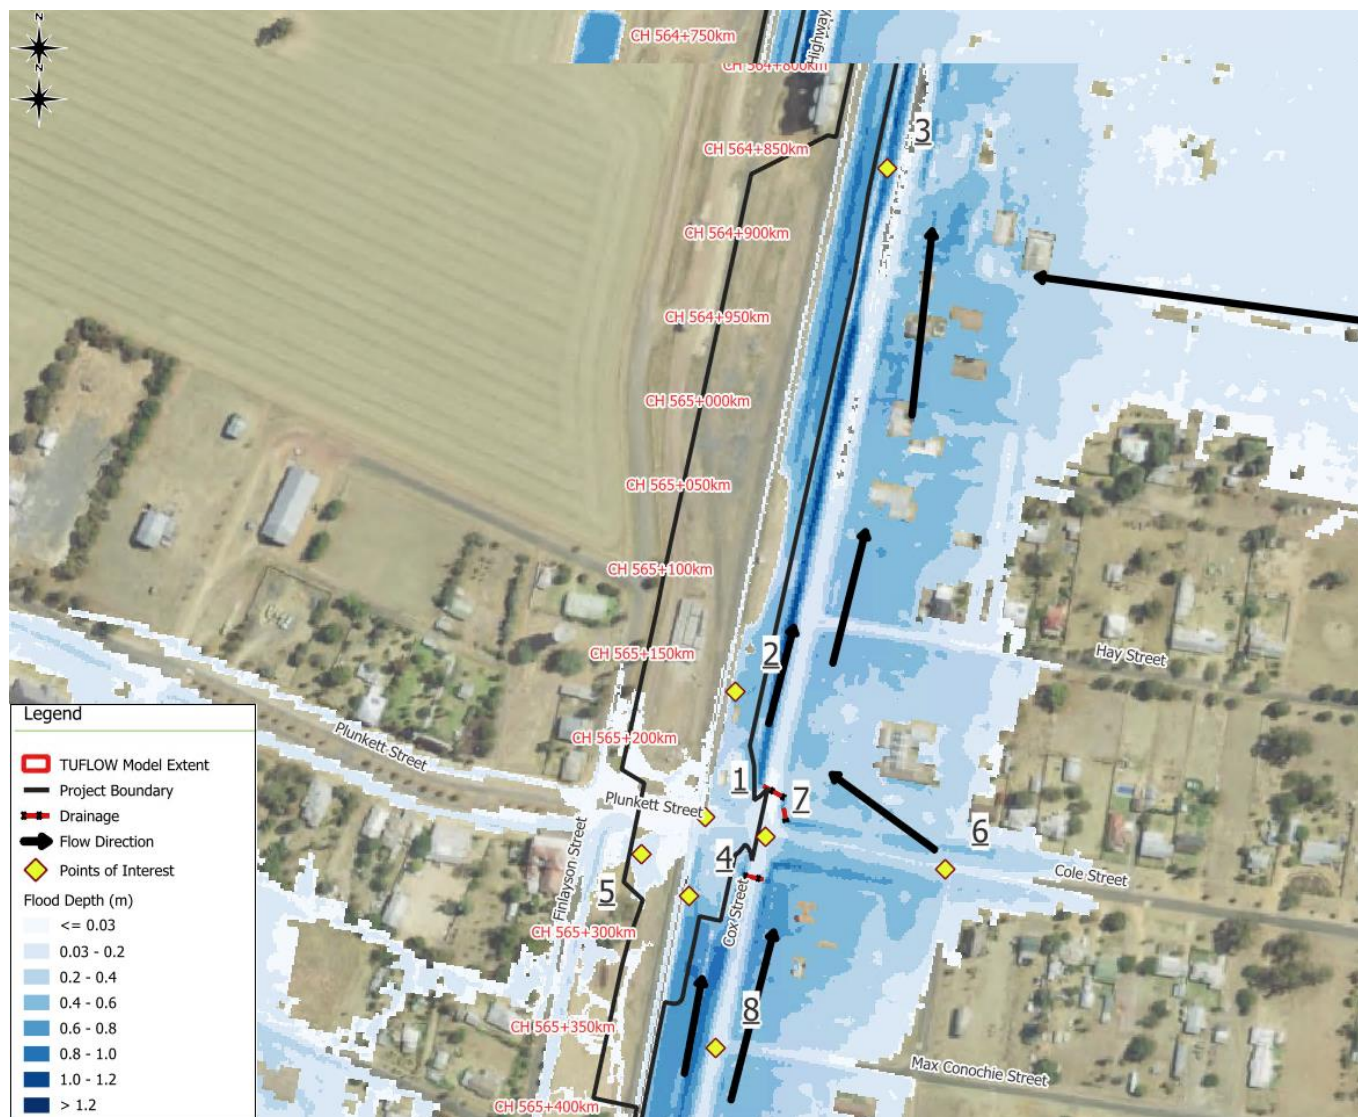 N
N
CH 564+750km
Highway
CH 564+800km
3
CH 564+850km
CH 564+900km
CH 564+950km
CH 565+000km
CH 565+050km
CH 565+100km
Hay Street
2
CH 565+150km
Legend
TUFLOW Model Extent
Project Boundary
Drainage
Flow Direction
Points of Interest
Flood Depth (m)
<= 0.03
0.03 - 0.2
0.2 - 0.4
0.4 - 0.6
0.6 - 0.8
0.8 - 1.0
1.0 - 1.2
> 1.2
Plunkett Street
CH 565+200km
1
7
Plunkett Street
6
4
Cole Street
Finlayson Street
5
Cox Street
CH 565+300km
8
CH 565+350km
Max Conochie Street
CH 565+400km